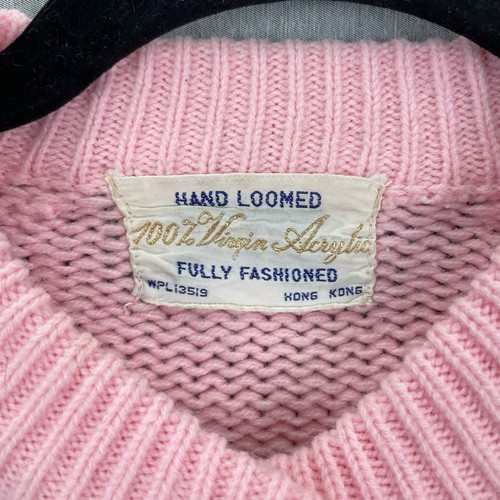 HAND LOOMED
100% Virgin Acrylic
FULLY FASHIONED
WPL13519 HONG KONG